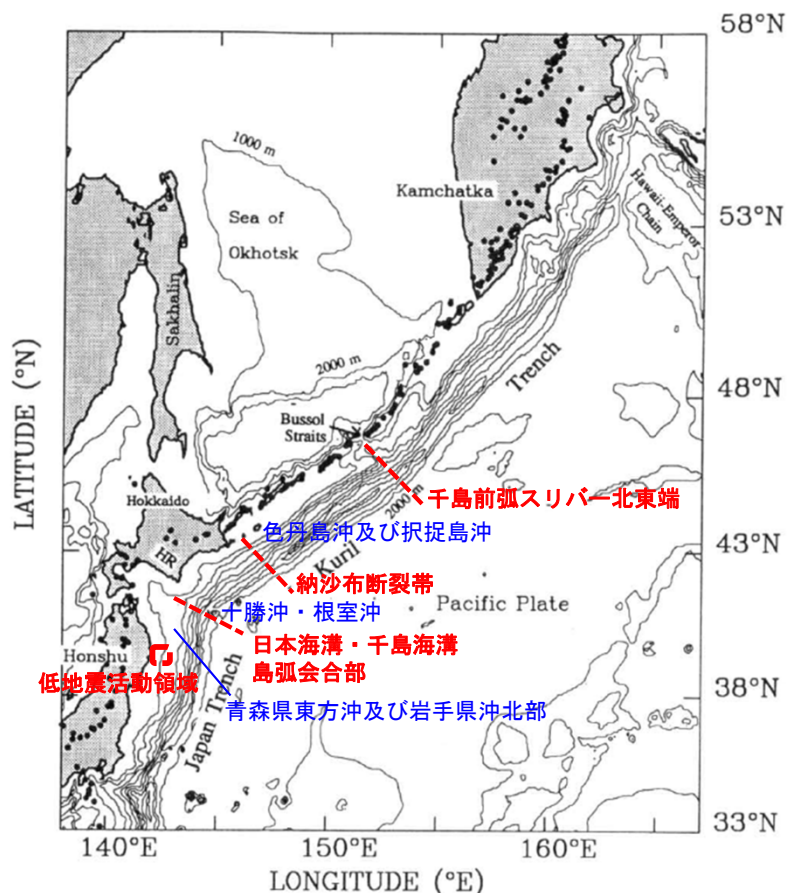 58°N
1000 m
Kamchatka
Hawaii-Emperor
Chain
Sea of
Okhotsk
53°N
Sakhalin
2000 m
Trench
48°N
LATITUDE (°N)
Bussol
Straits
Hokkaido
2000 m
千島前弧スリバー北東端
色丹島沖及び択捉島沖
43°N
HR
Kuril
納沙布断裂帯
十勝沖・根室沖
Pacific Plate
日本海溝・千島海溝
島弧会合部
Honshu
低地震活動領域
38°N
青森県東方沖及び岩手県沖北部
Japan Trench
33°N
140°E
150°E
160°E
LONGITUDE (°E)